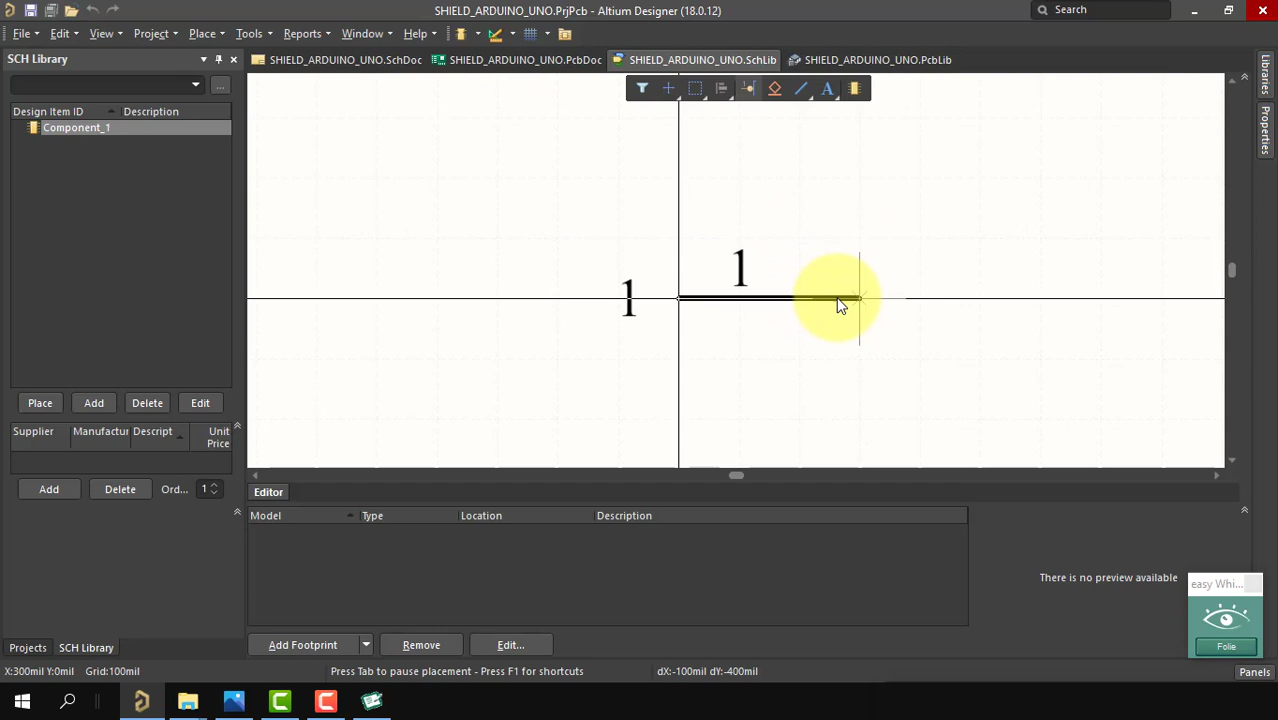 SHIELD_ARDUINO_UNO.PrjPcb - Altium Designer (18.0.12)
Search
File
Edit
View
Project
Place
Tools
Reports
Window
Help
SCH Library
SHIELD_ARDUINO_UNO.SchDoc
SHIELD_ARDUINO_UNO.PcbDoc
SHIELD_ARDUINO_UNO.SchLib
SHIELD_ARDUINO_UNO.PcbLib
Libraries
Properties
...
A
Design Item ID
Description
Component_1
1
1
Place
Add
Delete
Edit
Supplier
Manufactur
Descript
Unit Price
Add
Delete
Ord...
1
Editor
Model
Type
Location
Description
There is no preview available
easy Whi...
Folie
Add Footprint
Remove
Edit...
Projects
SCH Library
X:300mil Y:0mil
Grid:100mil
Press Tab to pause placement - Press F1 for shortcuts
dX:-100mil dY:-400mil
Panels